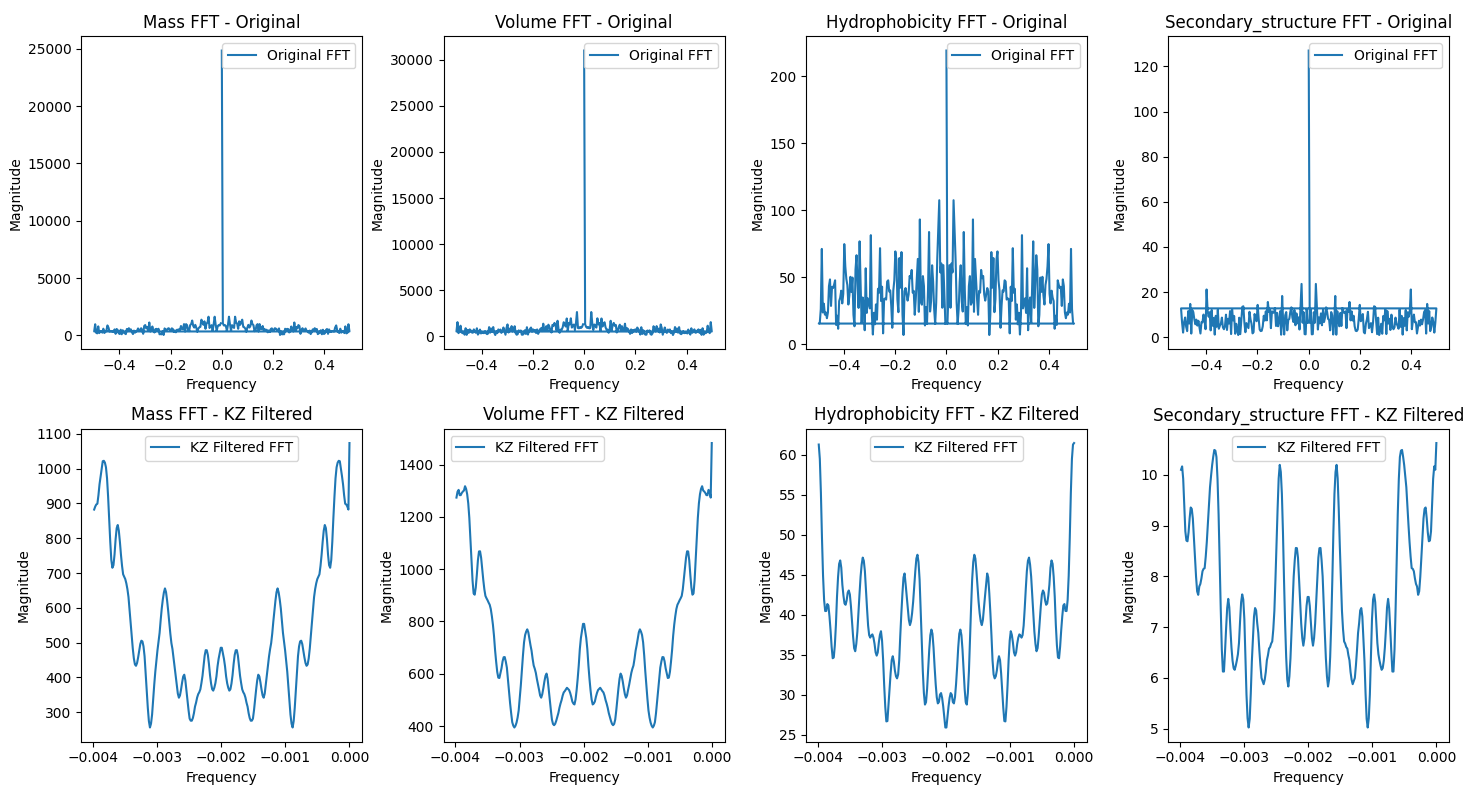 Mass FFT - Original
Original FFT
25000
20000
15000
10000
5000
0
Magnitude
−0.4 −0.2 0.0 0.2 0.4
Frequency
Volume FFT - Original
Original FFT
30000
25000
20000
15000
10000
5000
0
Magnitude
−0.4 −0.2 0.0 0.2 0.4
Frequency
Hydrophobicity FFT - Original
Original FFT
200
150
100
50
0
Magnitude
−0.4 −0.2 0.0 0.2 0.4
Frequency
Secondary_structure FFT - Original
Original FFT
120
100
80
60
40
20
0
Magnitude
−0.4 −0.2 0.0 0.2 0.4
Frequency
Mass FFT - KZ Filtered
KZ Filtered FFT
1100
1000
900
800
700
600
500
400
300
Magnitude
−0.004 −0.003 −0.002 −0.001 0.000
Frequency
Volume FFT - KZ Filtered
KZ Filtered FFT
1400
1200
1000
800
600
400
Magnitude
−0.004 −0.003 −0.002 −0.001 0.000
Frequency
Hydrophobicity FFT - KZ Filtered
KZ Filtered FFT
60
55
50
45
40
35
30
25
Magnitude
−0.004 −0.003 −0.002 −0.001 0.000
Frequency
Secondary_structure FFT - KZ Filtered
KZ Filtered FFT
10
9
8
7
6
5
Magnitude
−0.004 −0.003 −0.002 −0.001 0.000
Frequency